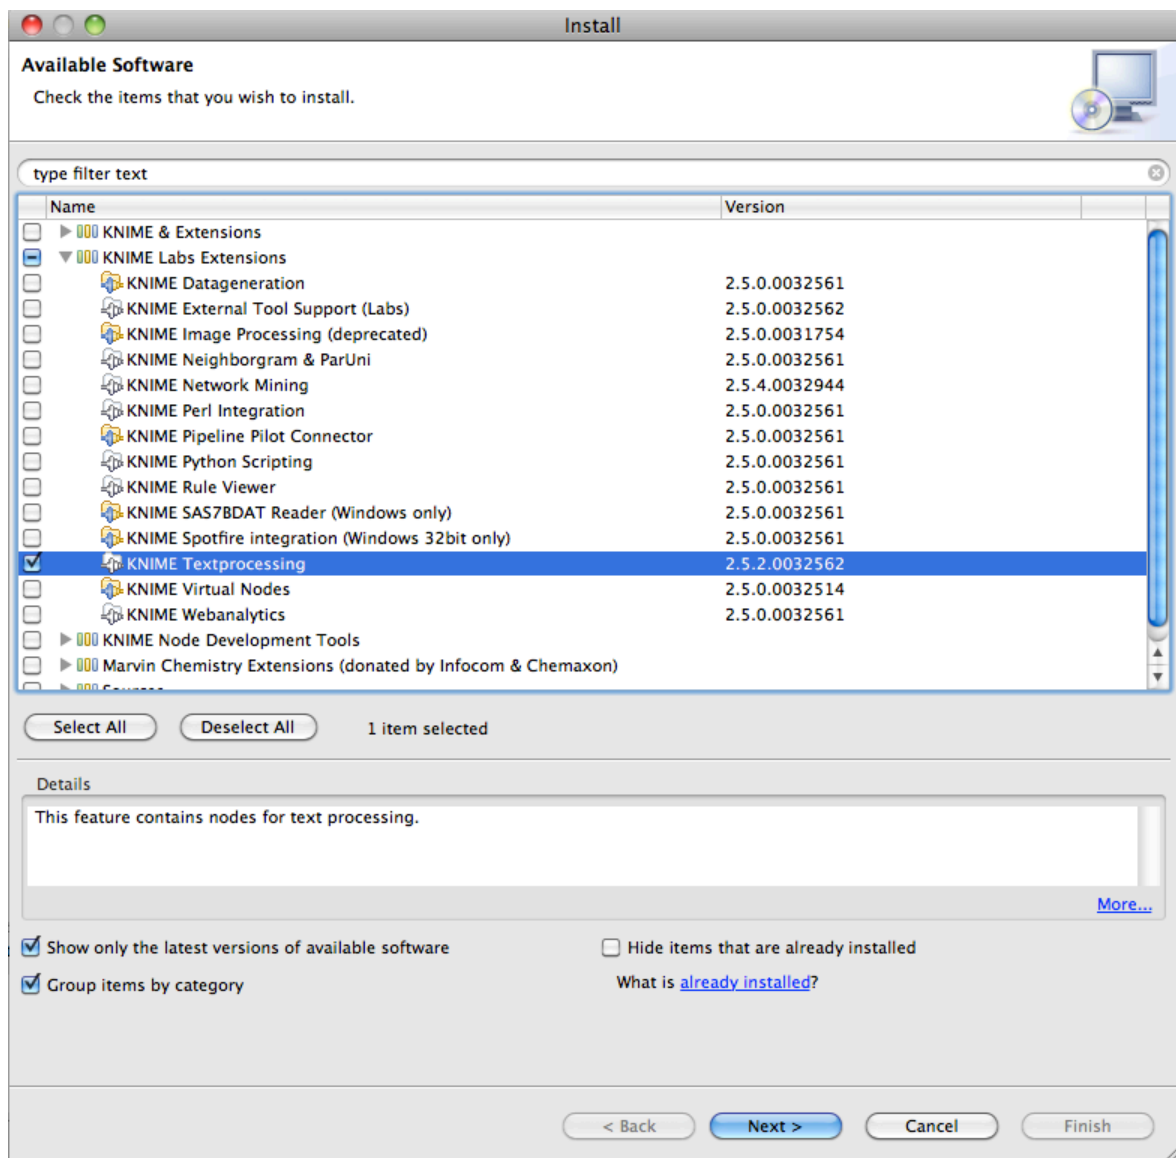 Install
Available Software
Check the items that you wish to install.
type filter text
Name Version
KNIME & Extensions
KNIME Labs Extensions
KNIME Datageneration 2.5.0.0032561
KNIME External Tool Support (Labs) 2.5.0.0032562
KNIME Image Processing (deprecated) 2.5.0.0031754
KNIME Neighborgram & ParUni 2.5.0.0032561
KNIME Network Mining 2.5.4.0032944
KNIME Perl Integration 2.5.0.0032561
KNIME Pipeline Pilot Connector 2.5.0.0032561
KNIME Python Scripting 2.5.0.0032561
KNIME Rule Viewer 2.5.0.0032561
KNIME SAS7BDAT Reader (Windows only) 2.5.0.0032561
KNIME Spotfire integration (Windows 32bit only) 2.5.0.0032561
KNIME Textprocessing 2.5.2.0032562
KNIME Virtual Nodes 2.5.0.0032514
KNIME Webanalytics 2.5.0.0032561
KNIME Node Development Tools
Marvin Chemistry Extensions (donated by Infocom & Chemaxon)
Select All Deselect All 1 item selected
Details
This feature contains nodes for text processing.
More...
Show only the latest versions of available software Hide items that are already installed
Group items by category What is already installed?
< Back Next > Cancel Finish